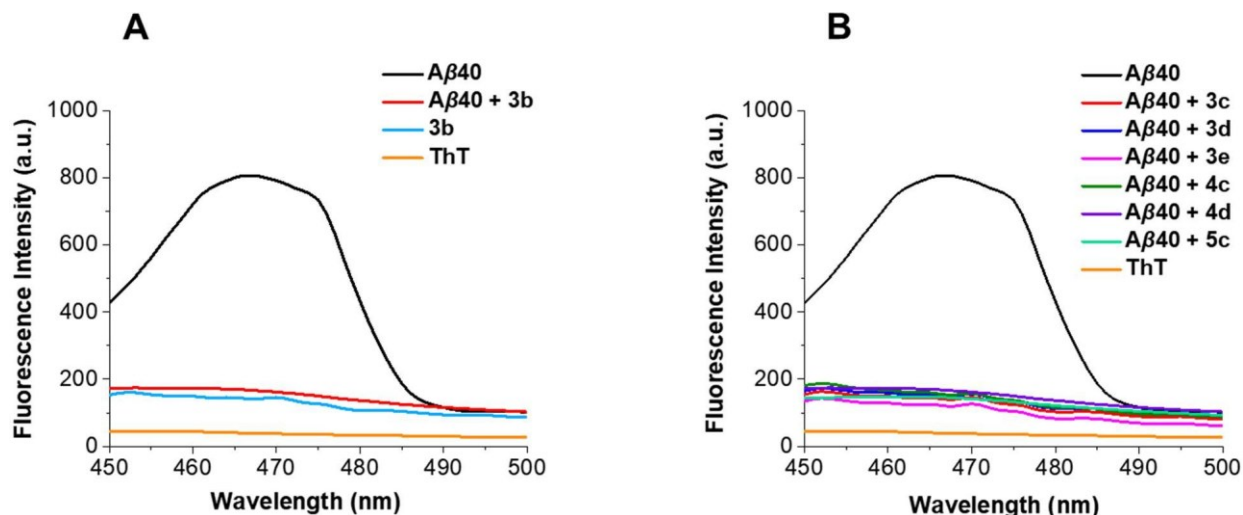 A
Aβ40
Aβ40 + 3b
3b
ThT
Fluorescence Intensity (a.u.)
1000
800
600
400
200
0
450
460
470
480
490
500
Wavelength (nm)
B
Aβ40
Aβ40 + 3c
Aβ40 + 3d
Aβ40 + 3e
Aβ40 + 4c
Aβ40 + 4d
Aβ40 + 5c
ThT
Fluorescence Intensity (a.u.)
1000
800
600
400
200
0
450
460
470
480
490
500
Wavelength (nm)